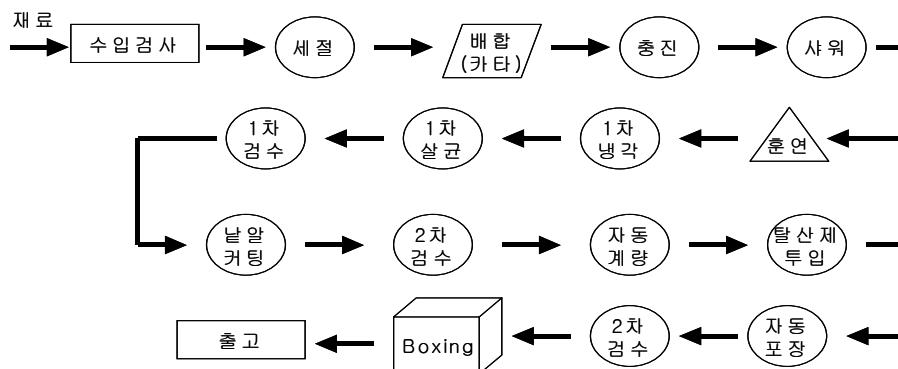 재료
수입검사
세절
배합
(카타)
충진
샤워
1차
검수
1차
살균
1차
냉각
훈연
낱알
커팅
2차
검수
자동
계량
탈산제
투입
출고
Boxing
2차
검수
자동
포장